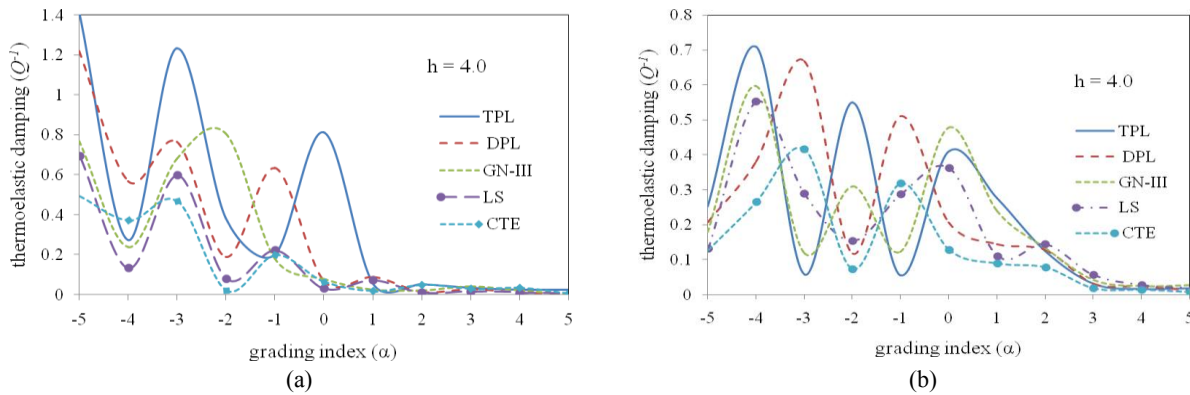 thermoelastic damping (Q⁻¹)
1.4
1.2
1
0.8
0.6
0.4
0.2
0
h = 4.0
TPL
DPL
GN-III
LS
CTE
-5 -4 -3 -2 -1 0 1 2 3 4 5
grading index (α)
(a)
thermoelastic damping (Q⁻¹)
0.8
0.7
0.6
0.5
0.4
0.3
0.2
0.1
0
h = 4.0
TPL
DPL
GN-III
LS
CTE
-5 -4 -3 -2 -1 0 1 2 3 4 5
grading index (α)
(b)